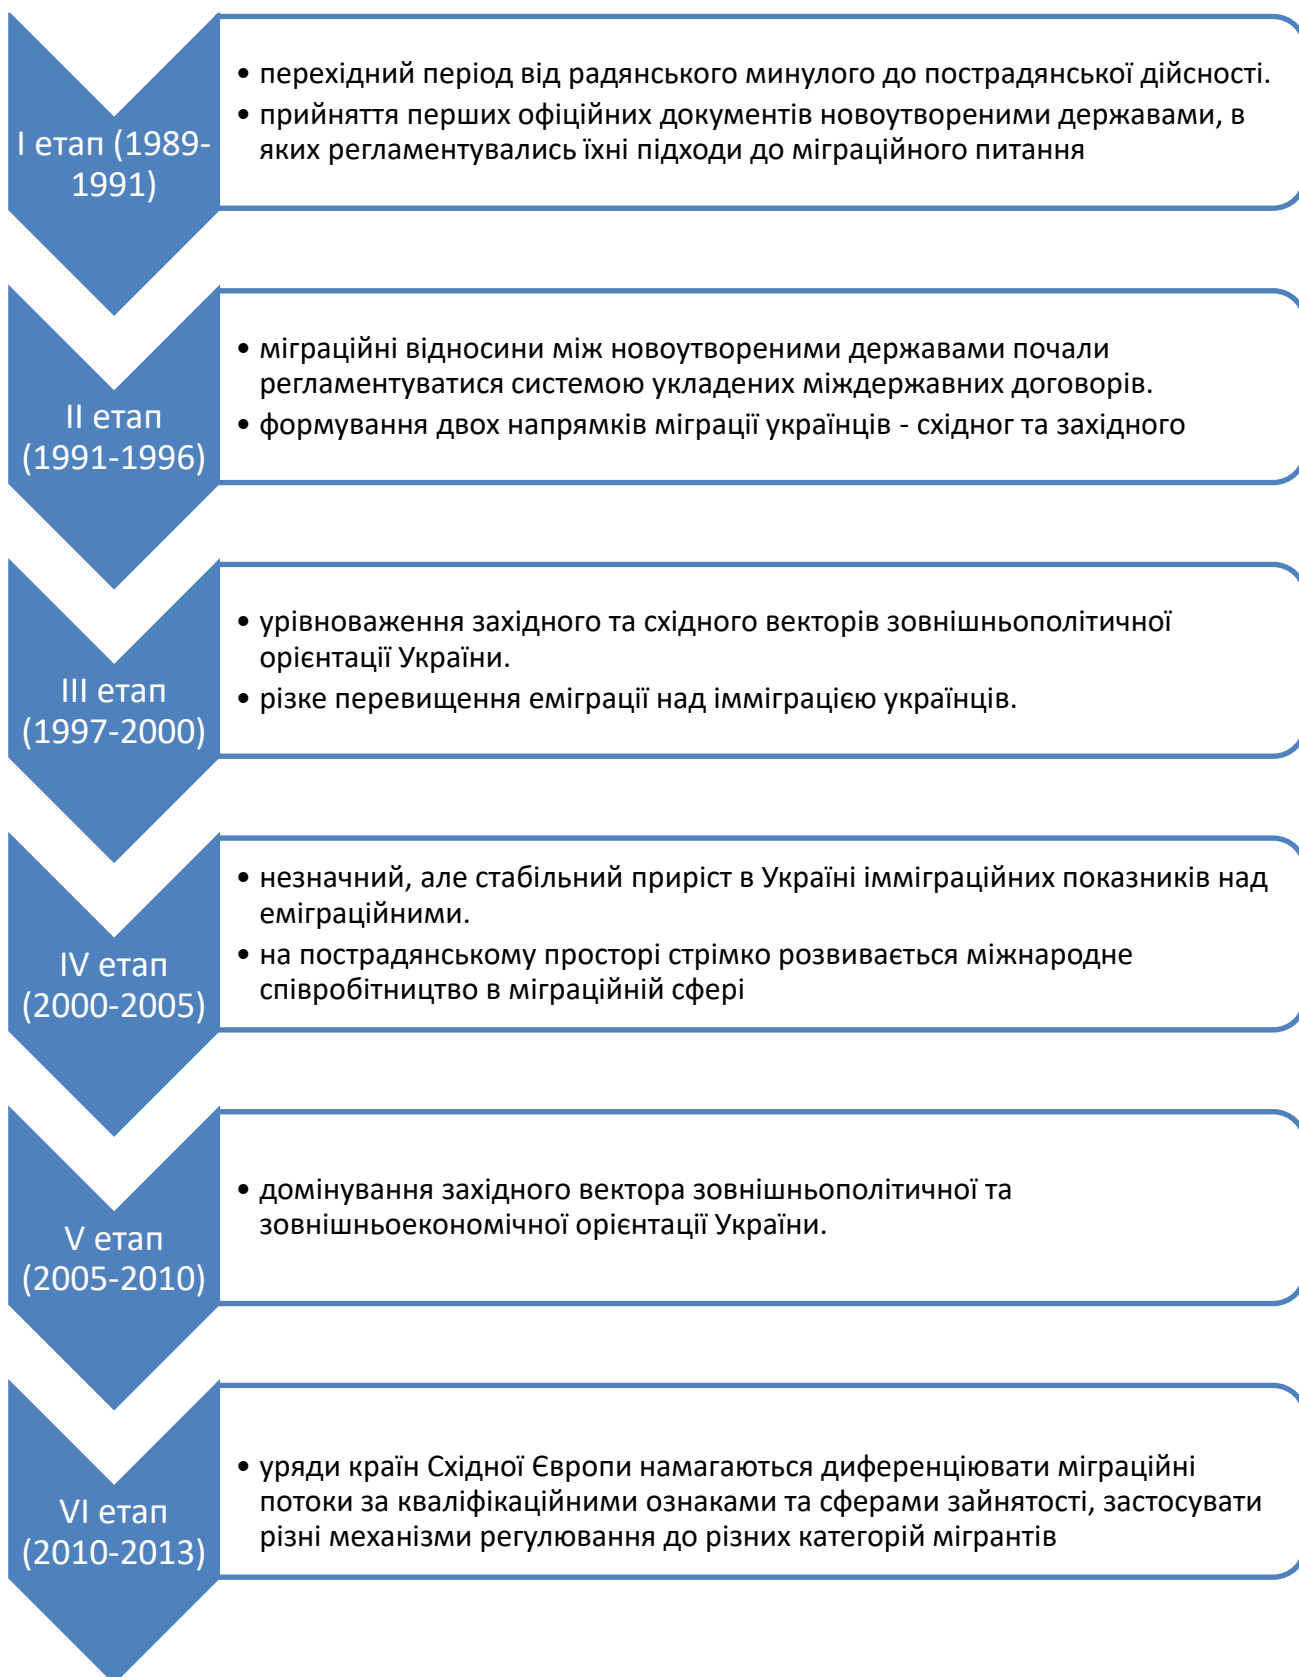 І етап (1989-
1991)
• перехідний період від радянського минулого до пострадянської дійсності.
• прийняття перших офіційних документів новоутвореними державами, в
яких регламентувались їхні підходи до міграційного питання
ІІ етап
(1991-1996)
• міграційні відносини між новоутвореними державами почали
регламентуватися системою укладених міждержавних договорів.
• формування двох напрямків міграції українців - східног та західного
ІІІ етап
(1997-2000)
• урівноваження західного та східного векторів зовнішньополітичної
орієнтації України.
• різке перевищення еміграції над імміграцією українців.
IV етап
(2000-2005)
• незначний, але стабільний приріст в Україні імміграційних показників над
еміграційними.
• на пострадянському просторі стрімко розвивається міжнародне
співробітництво в міграційній сфері
V етап
(2005-2010)
• домінування західного вектора зовнішньополітичної та
зовнішньоекономічної орієнтації України.
VI етап
(2010-2013)
• уряди країн Східної Європи намагаються диференціювати міграційні
потоки за кваліфікаційними ознаками та сферами зайнятості, застосувати
різні механізми регулювання до різних категорій мігрантів